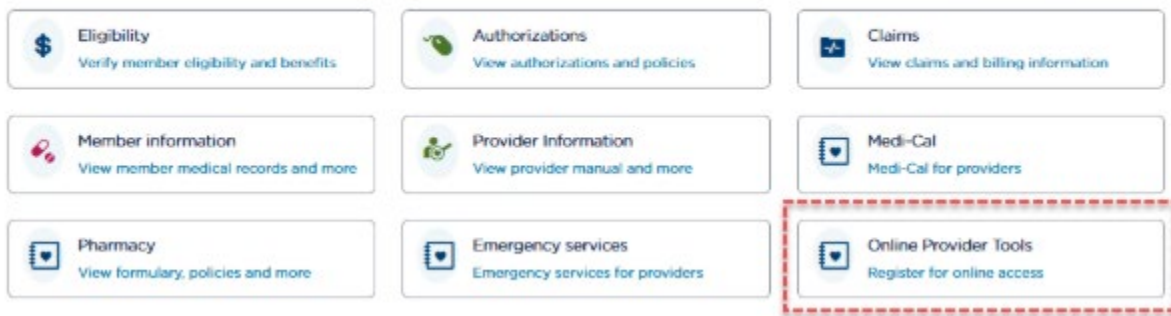 Eligibility
Verify member eligibility and benefits
Authorizations
View authorizations and policies
Claims
View claims and billing information
Member information
View member medical records and more
Provider Information
View provider manual and more
Medi-Cal
Medi-Cal for providers
Pharmacy
View formulary, policies and more
Emergency services
Emergency services for providers
Online Provider Tools
Register for online access